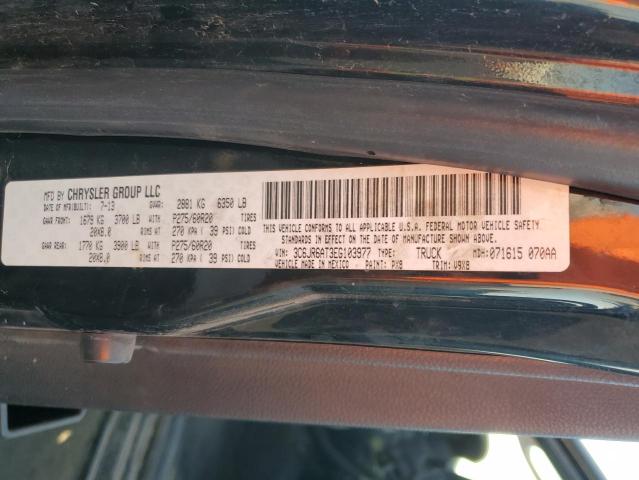 MFD BY CHRYSLER GROUP LLC
DATE OF MFR(BUILT): 7-13 GVWR: 2881 KG 6350 LB
GAWR FRONT: 1679 KG 3700 LB WITH P275/60R20 TIRES
20X8.0 RIMS AT 270 KPA ( 39 PSI) COLD
GAWR REAR: 1770 KG 3900 LB WITH P275/60R20 TIRES
20X8.0 RIMS AT 270 KPA ( 39 PSI) COLD
THIS VEHICLE CONFORMS TO ALL APPLICABLE U.S.A. FEDERAL MOTOR VEHICLE SAFETY
STANDARDS IN EFFECT ON THE DATE OF MANUFACTURE SHOWN ABOVE.
VIN: 3C6JR6AT3EG103977 TYPE: TRUCK MDH: 071615 070AA
VEHICLE MADE IN MEXICO PAINT: PX8 TRIM: V9X8